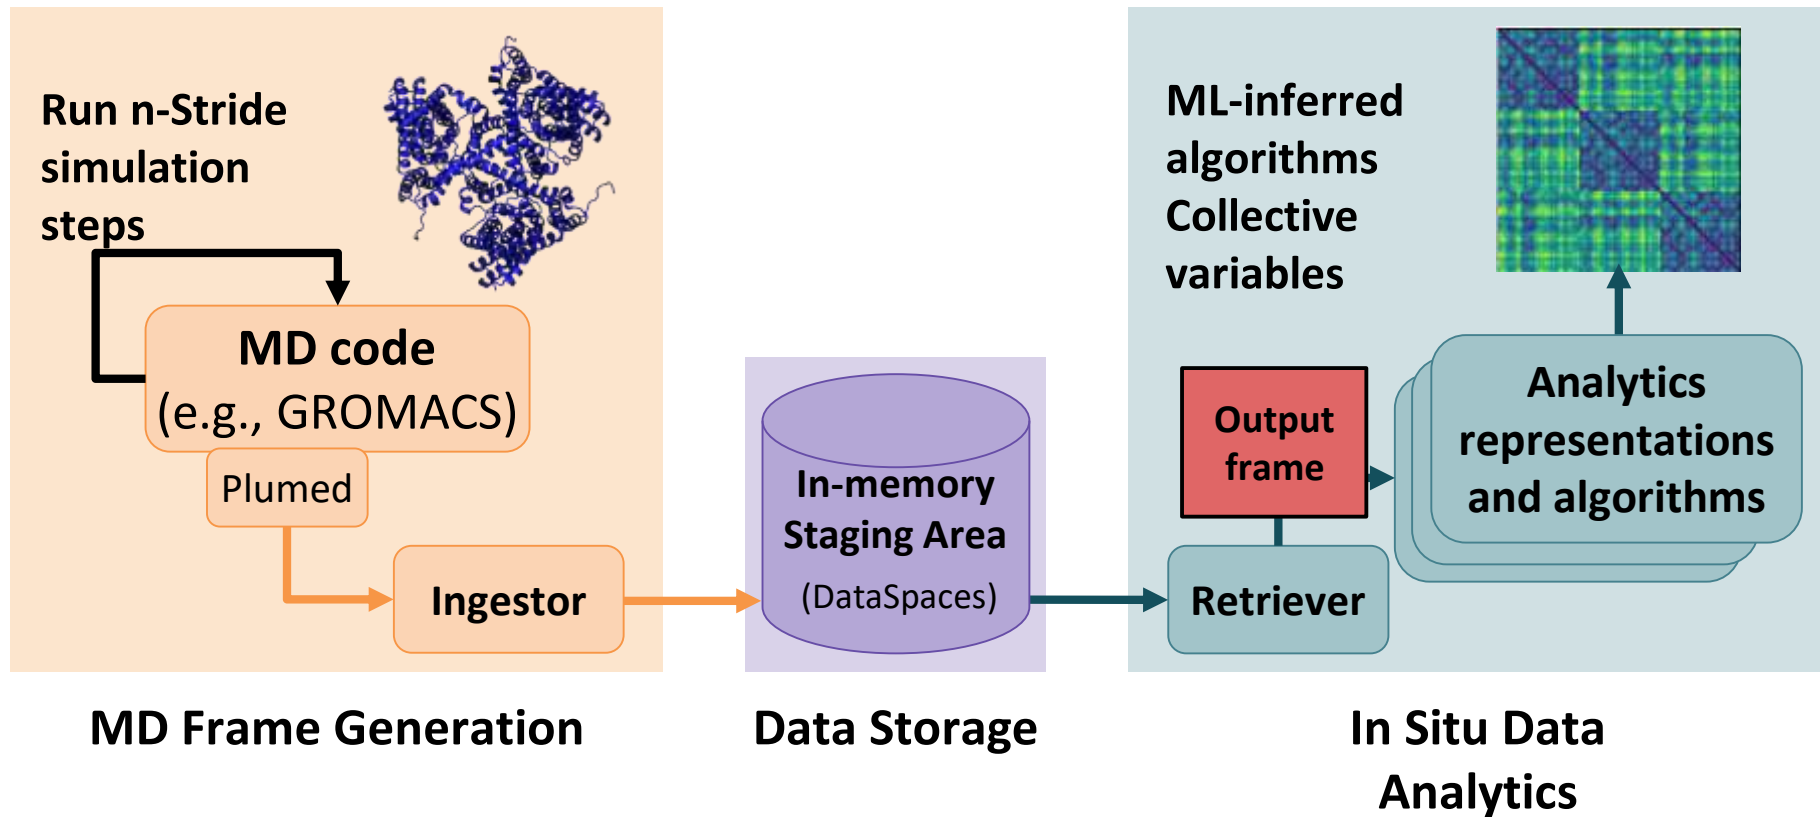 Run n-Stride
simulation
steps
MD code
(e.g., GROMACS)
Plumed
Ingestor
MD Frame Generation
In-memory
Staging Area
(DataSpaces)
Data Storage
ML-inferred
algorithms
Collective
variables
Output
frame
Retriever
Analytics
representations
and algorithms
In Situ Data
Analytics